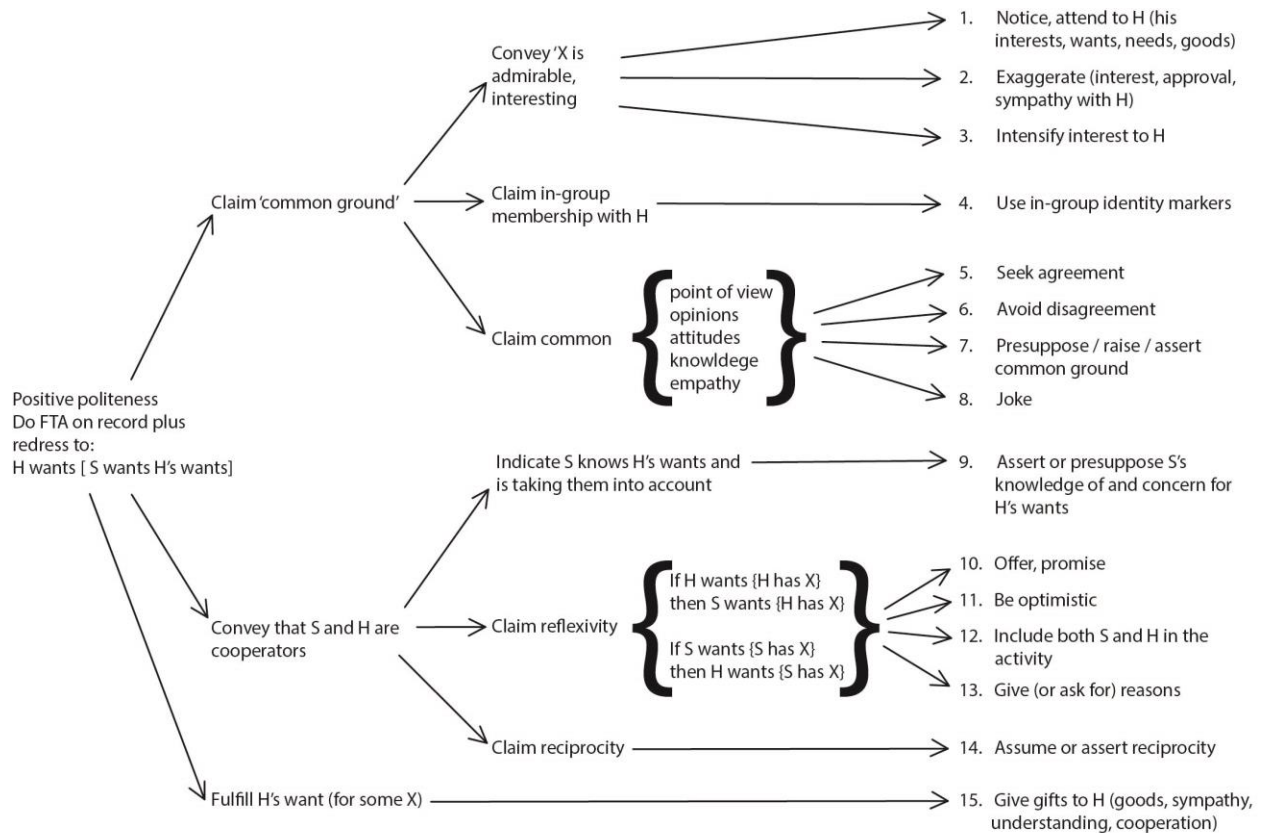 1. Notice, attend to H (his
interests, wants, needs, goods)
Convey ‘X is
admirable,
interesting
2. Exaggerate (interest, approval,
sympathy with H)
3. Intensify interest to H
Claim ‘common ground’
Claim in-group
membership with H
4. Use in-group identity markers
Claim common
point of view
opinions
attitudes
knowldege
empathy
5. Seek agreement
6. Avoid disagreement
7. Presuppose / raise / assert
common ground
8. Joke
Positive politeness
Do FTA on record plus
redress to:
H wants [ S wants H’s wants]
Indicate S knows H’s wants and
is taking them into account
9. Assert or presuppose S’s
knowledge of and concern for
H’s wants
Convey that S and H are
cooperators
Claim reflexivity
If H wants {H has X}
then S wants {H has X}
If S wants {S has X}
then H wants {S has X}
10. Offer, promise
11. Be optimistic
12. Include both S and H in the
activity
13. Give (or ask for) reasons
Claim reciprocity
14. Assume or assert reciprocity
Fulfill H’s want (for some X)
15. Give gifts to H (goods, sympathy,
understanding, cooperation)